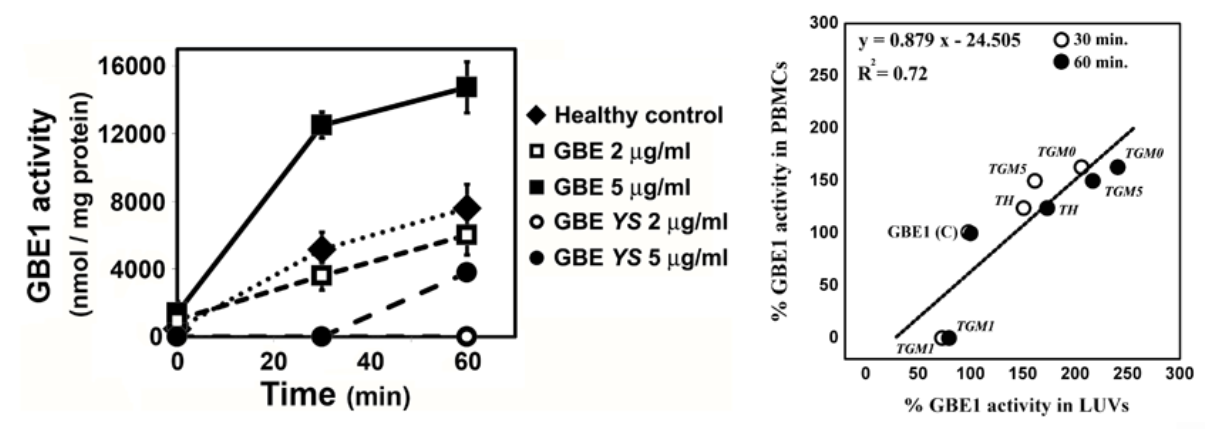 GBE1 activity
(nmol / mg protein)
16000
12000
8000
4000
0
0
20
40
60
Time (min)
Healthy control
GBE 2 μg/ml
GBE 5 μg/ml
GBE YS 2 μg/ml
GBE YS 5 μg/ml
% GBE1 activity in PBMCs
300
250
200
150
100
50
0
y = 0.879 x - 24.505
R² = 0.72
30 min.
60 min.
TGM0
TGM0
TGM5
TGM5
TH
TH
GBE1 (C)
TGM1
TGM1
0
50
100
150
200
250
300
% GBE1 activity in LUVs